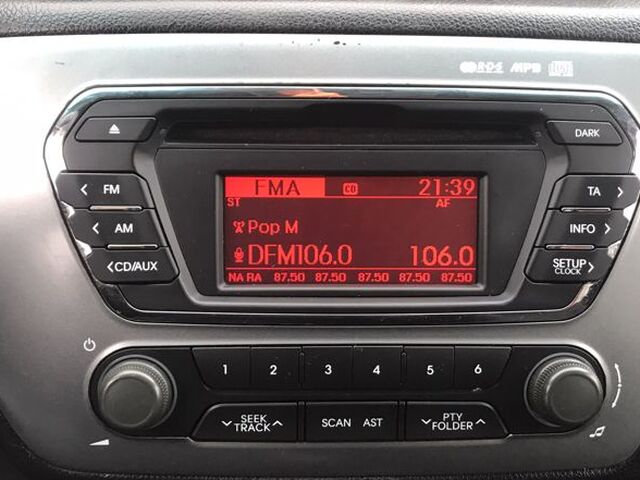 RDS MP3
DARK
< FM
FMA CD 21:39
TA >
ST AF
< AM
Pop M
INFO >
DFM106.0 106.0
< CD/AUX
SETUP >
CLOCK
NA RA 87.50 87.50 87.50 87.50 87.50
1 2 3 4 5 6
SEEK
TRACK
SCAN AST
PTY
FOLDER